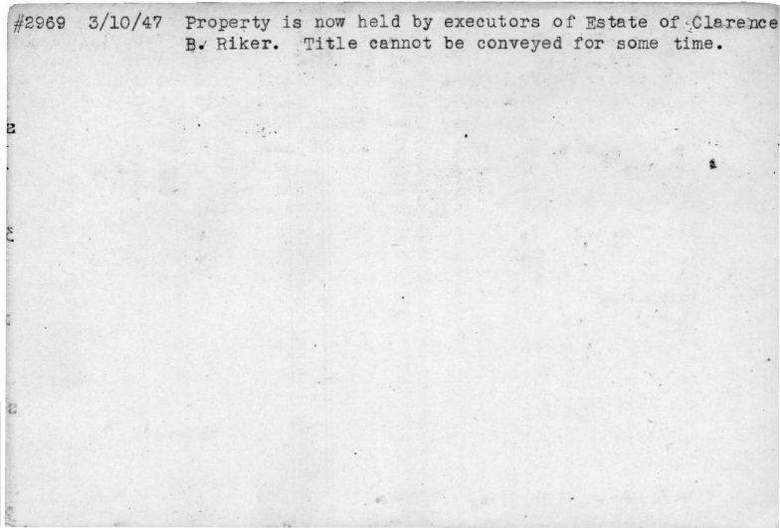 #2969 3/10/47 Property is now held by executors of Estate of Clarence
B. Riker. Title cannot be conveyed for some time.